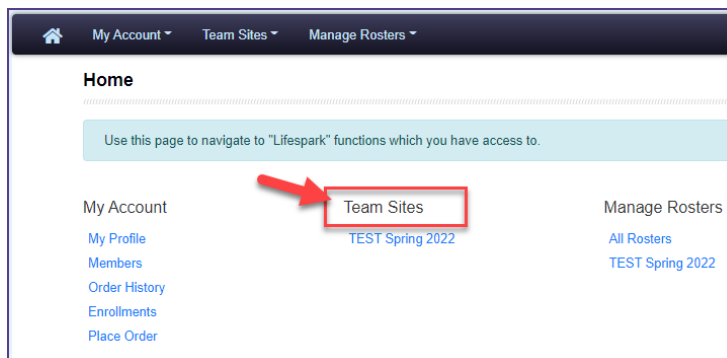 My Account Team Sites Manage Rosters
Home
Use this page to navigate to "Lifespark" functions which you have access to.
My Account
My Profile
Members
Order History
Enrollments
Place Order
Team Sites
TEST Spring 2022
Manage Rosters
All Rosters
TEST Spring 2022